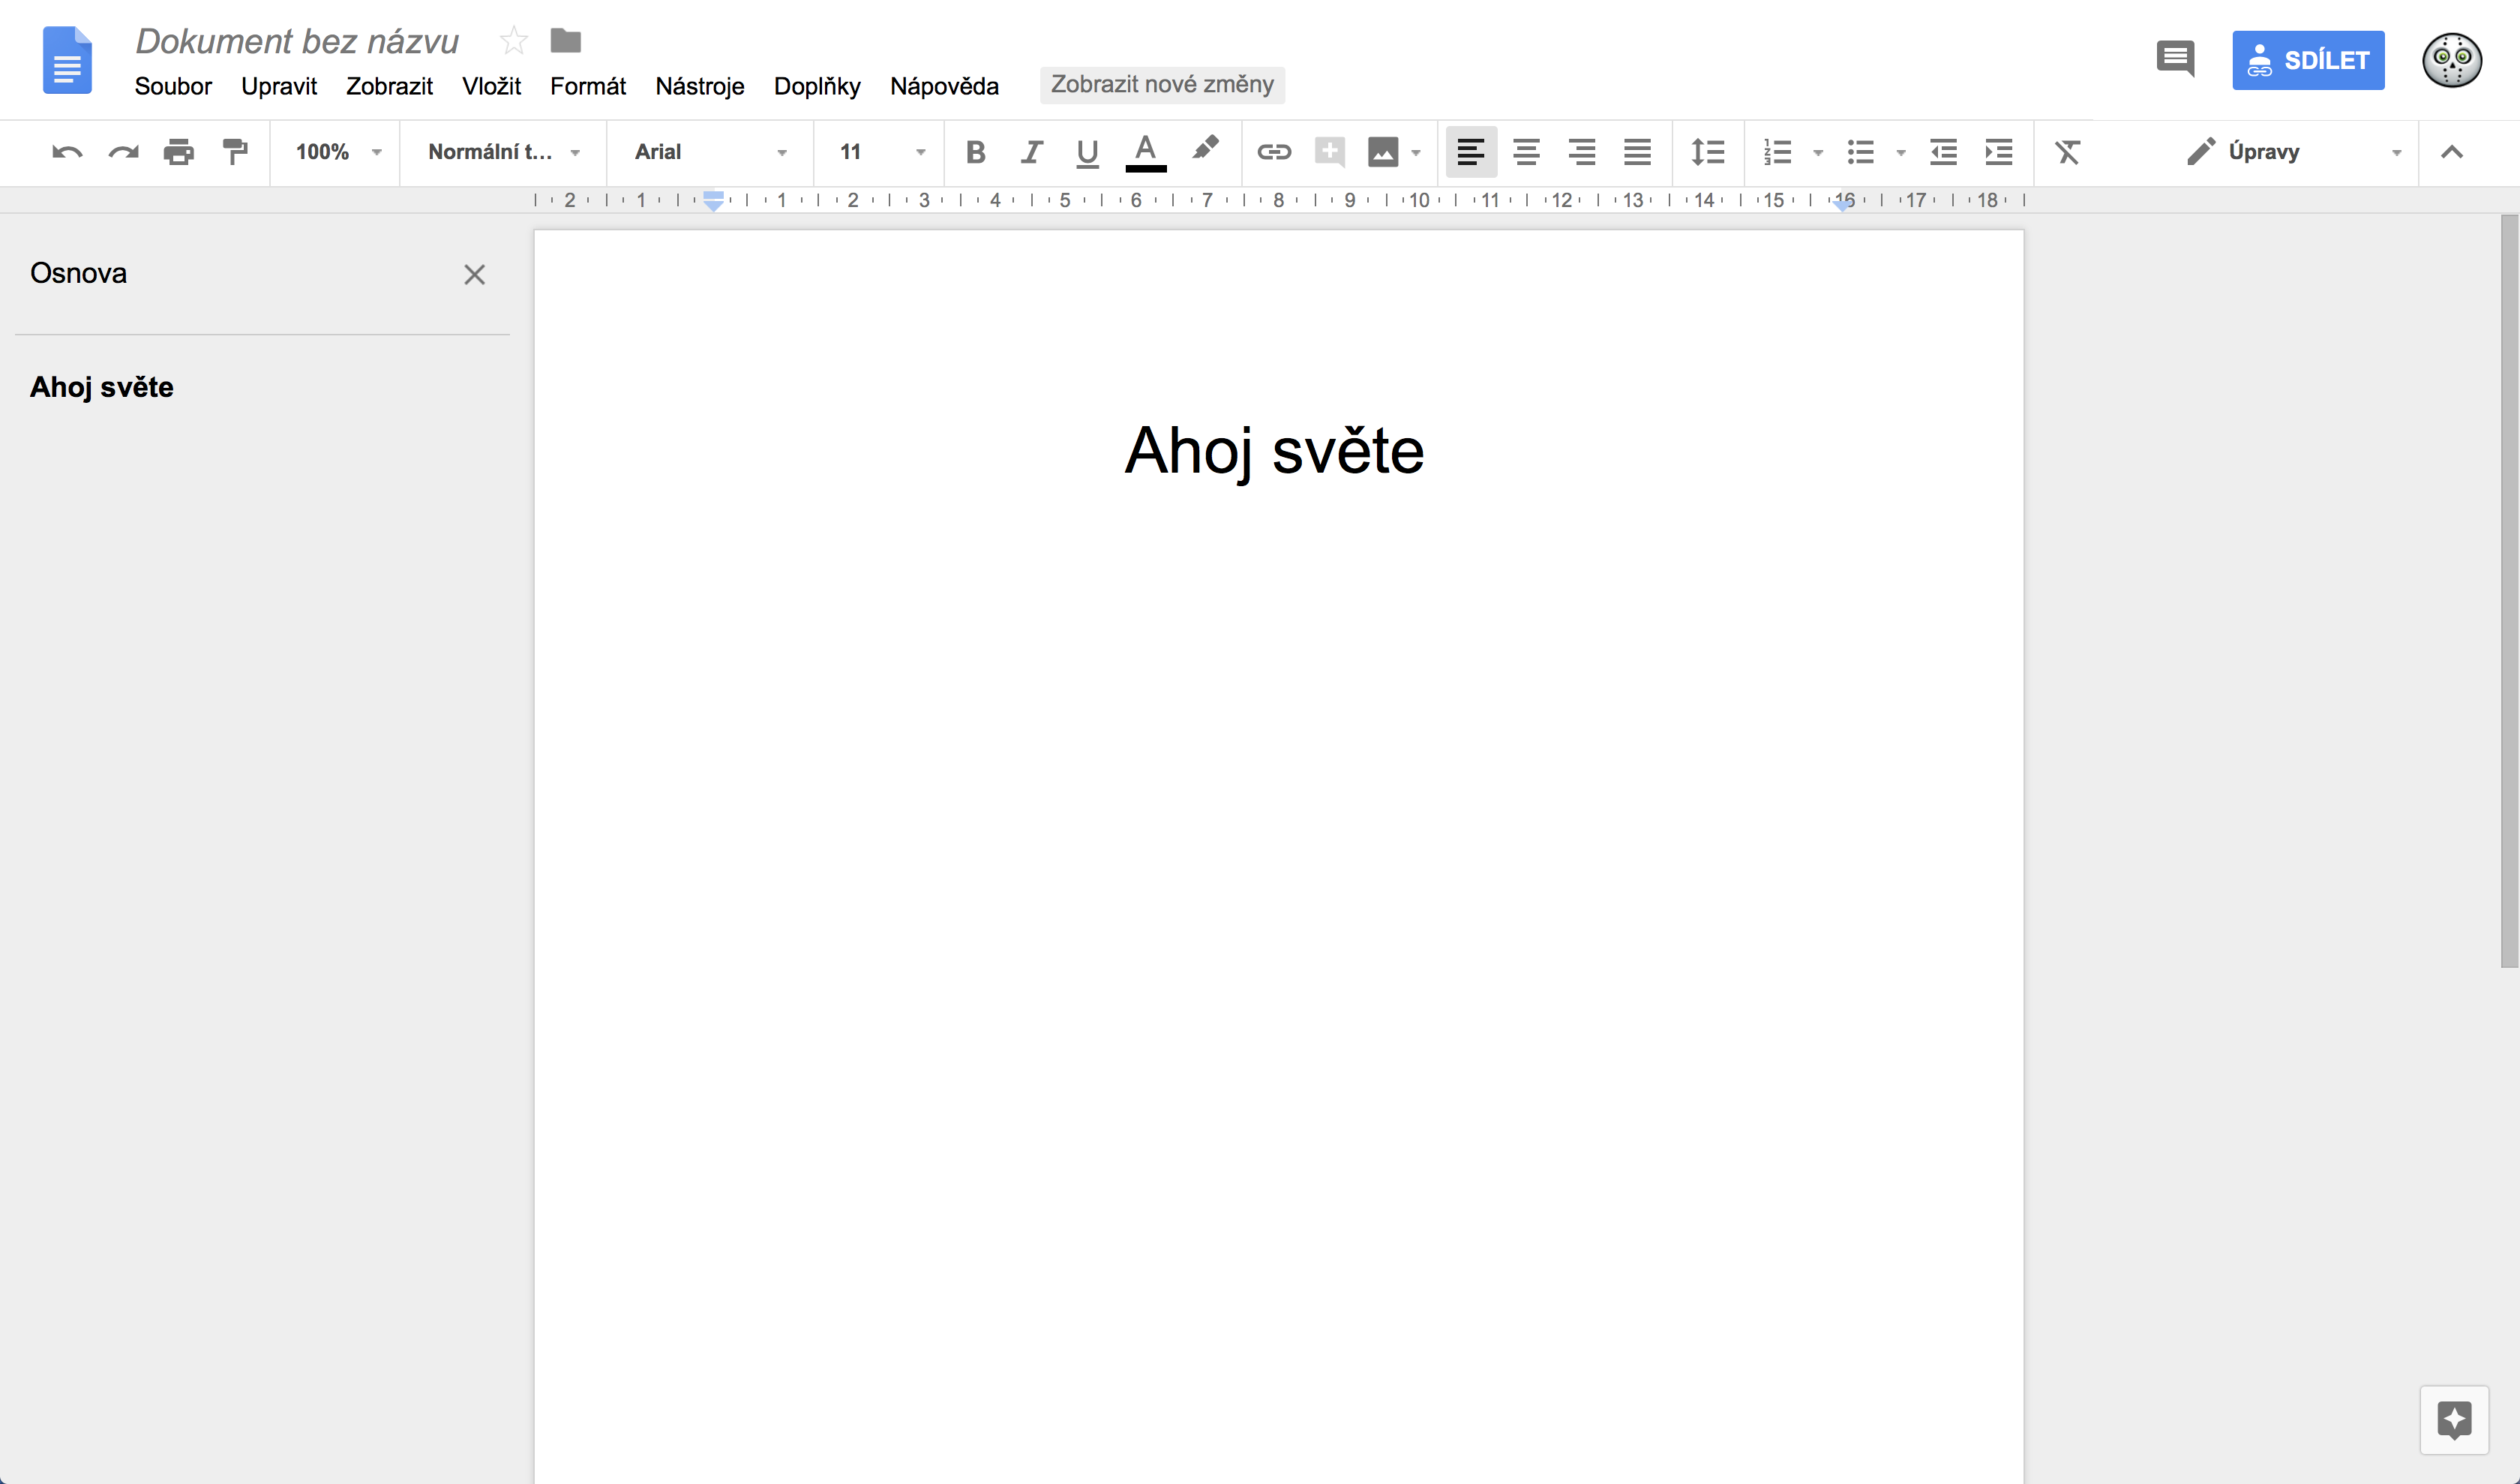 Dokument bez názvu
Soubor Upravit Zobrazit Vložit Formát Nástroje Doplňky Nápověda Zobrazit nové změny
SDÍLET
100% Normální t... Arial 11 B I U A Úpravy
2 1 1 2 3 4 5 6 7 8 9 10 11 12 13 14 15 16 17 18
Osnova
Ahoj světe
Ahoj světe